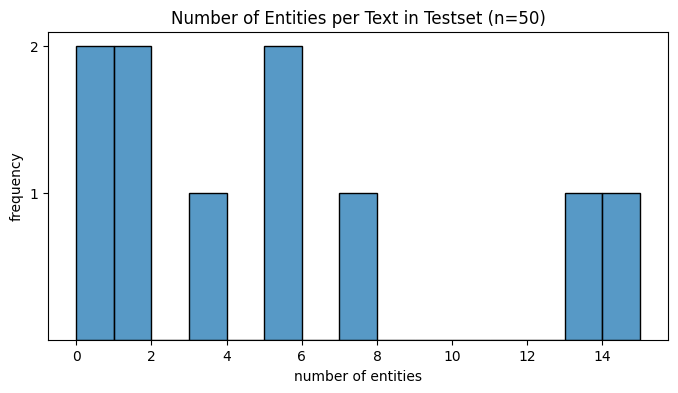 Number of Entities per Text in Testset (n=50)
2
1
frequency
0 2 4 6 8 10 12 14
number of entities